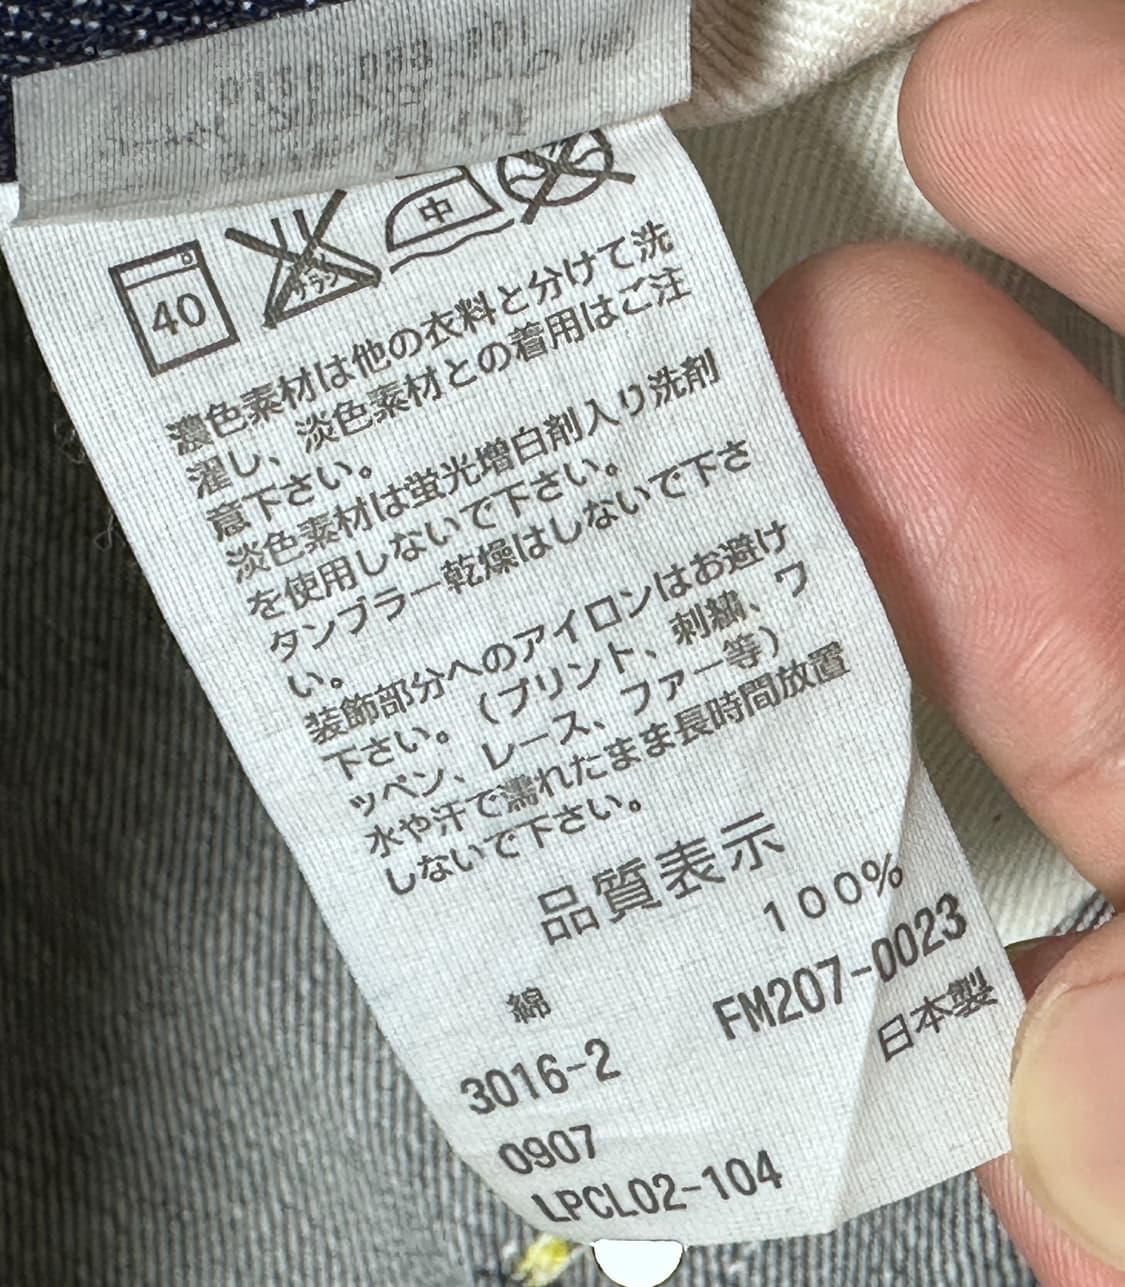 40
サラシ
中
濃色素材は他の衣料と分けて洗
濯し、淡色素材との着用はご注
意下さい。
淡色素材は蛍光増白剤入り洗剤
を使用しないで下さい。
タンブラー乾燥はしないで下さ
い。
装飾部分へのアイロンはお避け
下さい。(プリント、刺繍、ワ
ッペン、レース、ファー等)
水や汗で濡れたまま長時間放置
しないで下さい。
品質表示
綿 100%
3016-2 FM207-0023
0907 日本製
LPCL02-104